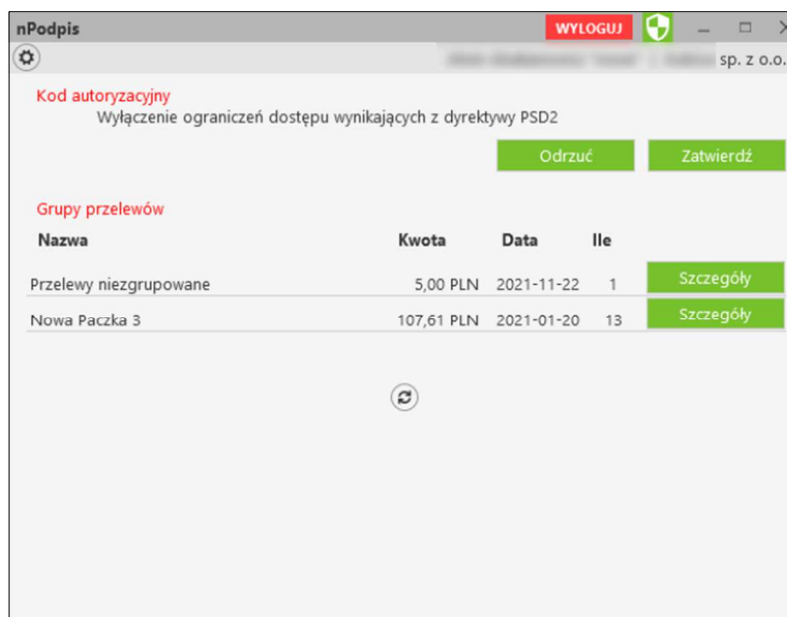 nPodpis WYLOGUJ
sp. z o.o.
Kod autoryzacyjny
Wyłączenie ograniczeń dostępu wynikających z dyrektywy PSD2
Odrzuć Zatwierdź
Grupy przelewów
Nazwa Kwota Data Ile
Przelewy niezgrupowane 5,00 PLN 2021-11-22 1 Szczegóły
Nowa Paczka 3 107,61 PLN 2021-01-20 13 Szczegóły